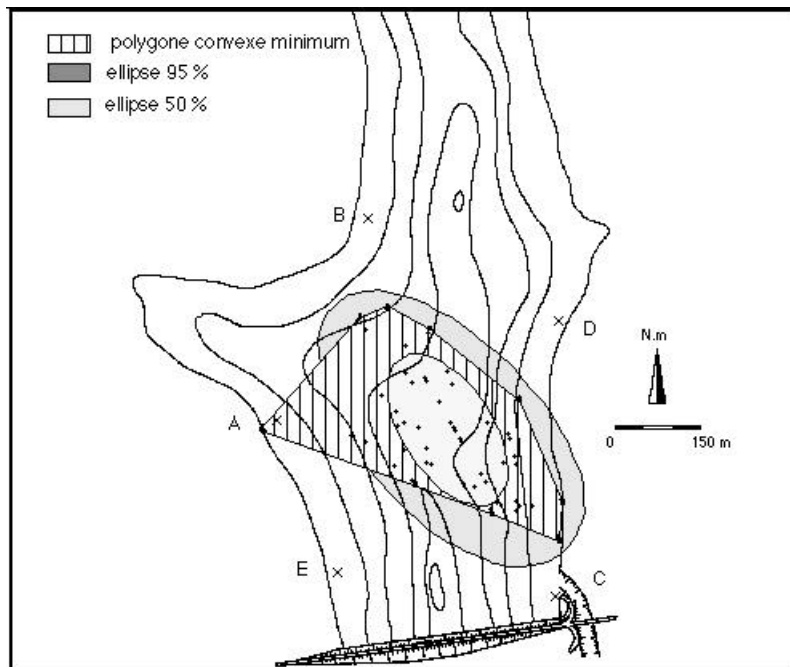 polygone convexe minimum
ellipse 95 %
ellipse 50 %
B
D
N.m
A
0 150 m
E
C